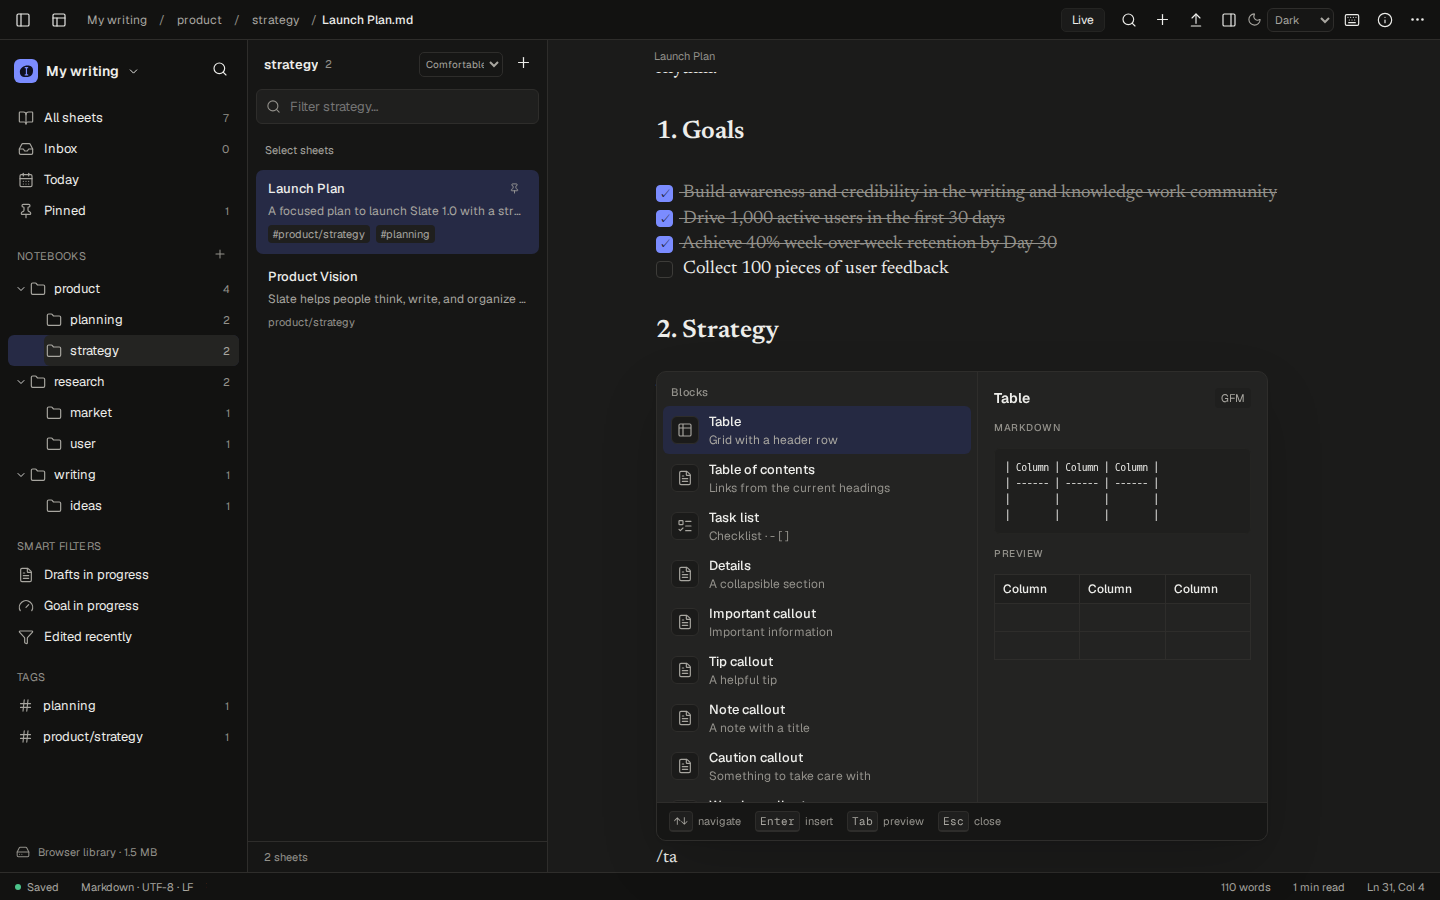 My writing / product / strategy / Launch Plan.md
Live
Dark
My writing
All sheets 7
Inbox 0
Today
Pinned 1
NOTEBOOKS
product 4
planning 2
strategy 2
research 2
market 1
user 1
writing 1
ideas 1
SMART FILTERS
Drafts in progress
Goal in progress
Edited recently
TAGS
planning 1
product/strategy 1
Browser library · 1.5 MB
strategy 2
Comfortable
Filter strategy…
Select sheets
Launch Plan
A focused plan to launch Slate 1.0 with a str…
#product/strategy #planning
Product Vision
Slate helps people think, write, and organize …
product/strategy
2 sheets
Launch Plan
1. Goals
Build awareness and credibility in the writing and knowledge work community
Drive 1,000 active users in the first 30 days
Achieve 40% week-over-week retention by Day 30
Collect 100 pieces of user feedback
2. Strategy
Blocks
Table
Grid with a header row
Table of contents
Links from the current headings
Task list
Checklist · - [ ]
Details
A collapsible section
Important callout
Important information
Tip callout
A helpful tip
Note callout
A note with a title
Caution callout
Something to take care with
Table GFM
MARKDOWN
| Column | Column | Column |
| ------ | ------ | ------ |
| | | |
| | | |
PREVIEW
Column Column Column
↑↓ navigate Enter insert Tab preview Esc close
/ta
Saved Markdown · UTF-8 · LF
110 words 1 min read Ln 31, Col 4